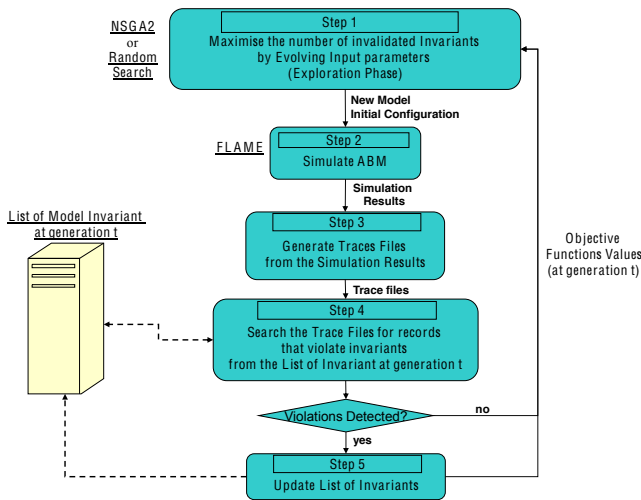 NSGA2
or
Random
Search
Step 1
Maximise the number of invalidated Invariants
by Evolving Input parameters
(Exploration Phase)
New Model
Initial Configuration
FLAME
Step 2
Simulate ABM
Simulation
Results
List of Model Invariant
at generation t
Step 3
Generate Traces Files
from the Simulation Results
Objective
Functions Values
(at generation t)
Trace files
Step 4
Search the Trace Files for records
that violate invariants
from the List of Invariant at generation t
Violations Detected?
no
yes
Step 5
Update List of Invariants